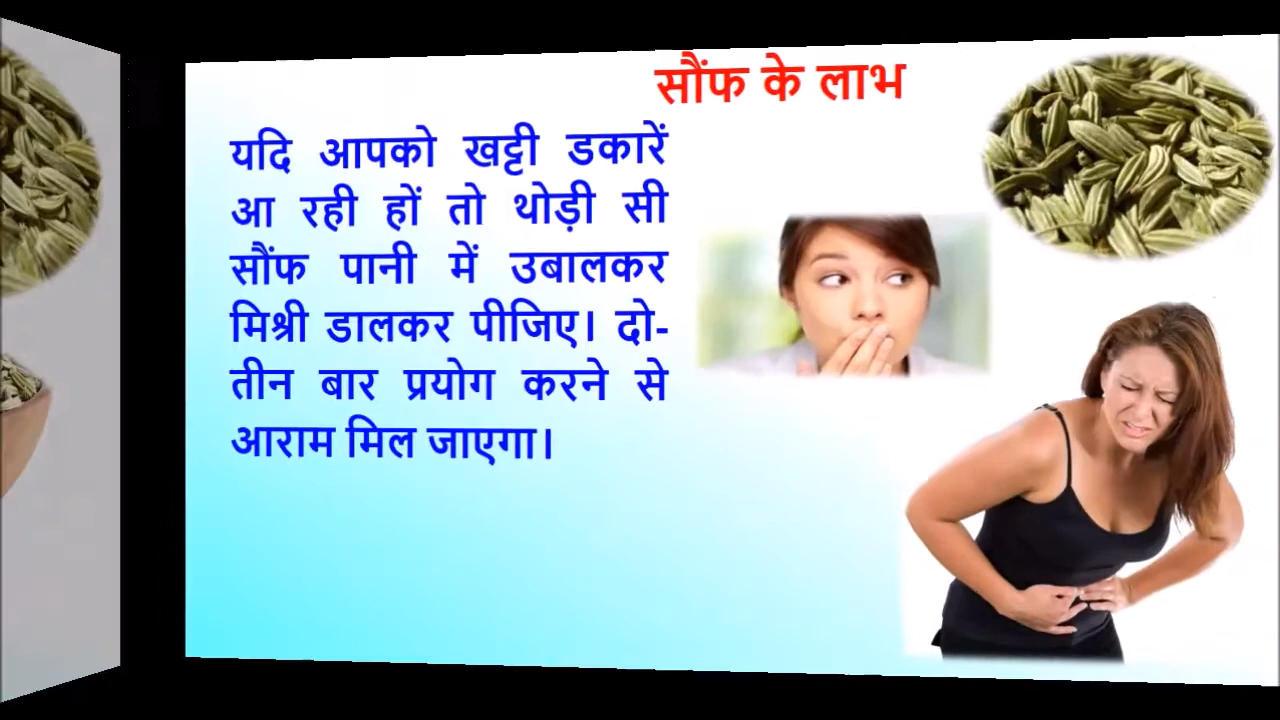 सौंफ के लाभ
यदि आपको खट्टी डकारें
आ रही हों तो थोड़ी सी
सौंफ पानी में उबालकर
मिश्री डालकर पीजिए। दो-
तीन बार प्रयोग करने से
आराम मिल जाएगा।